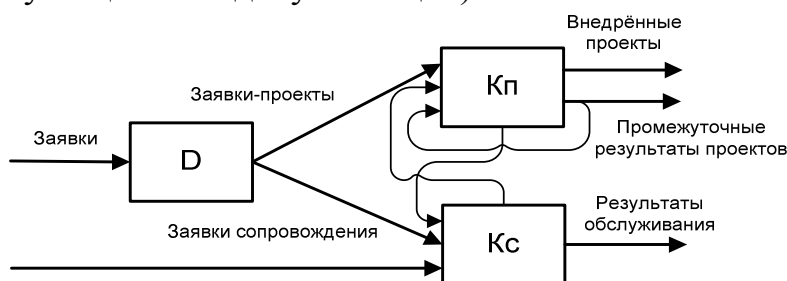 Внедрённые
проекты
Кп
Заявки-проекты
Заявки
D
Промежуточные
результаты проектов
Результаты
обслуживания
Заявки сопровождения
Кс